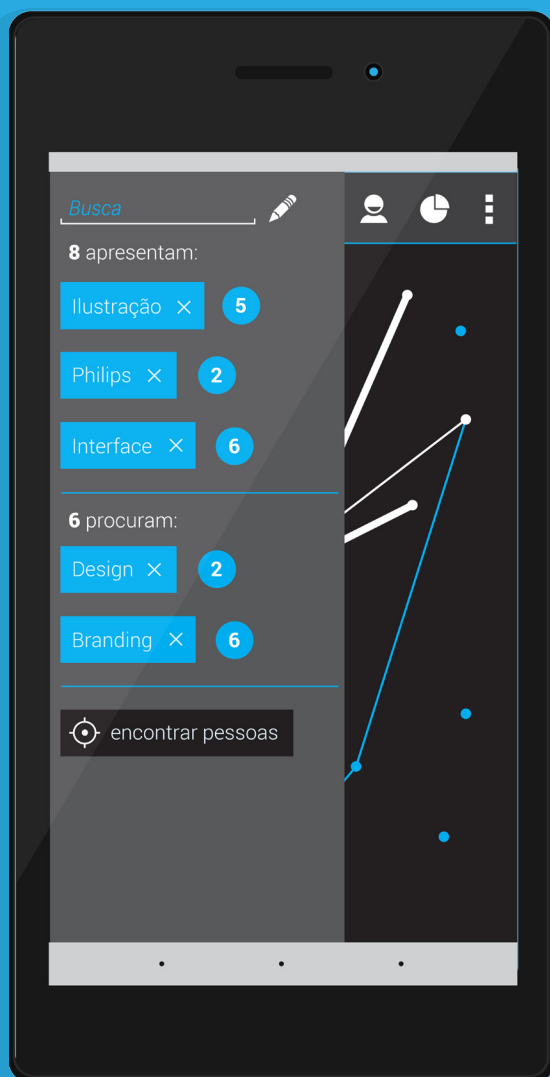 Busca
8 apresentam:
Ilustração × 5
Philips × 2
Interface × 6
6 procuram:
Design × 2
Branding × 6
encontrar pessoas